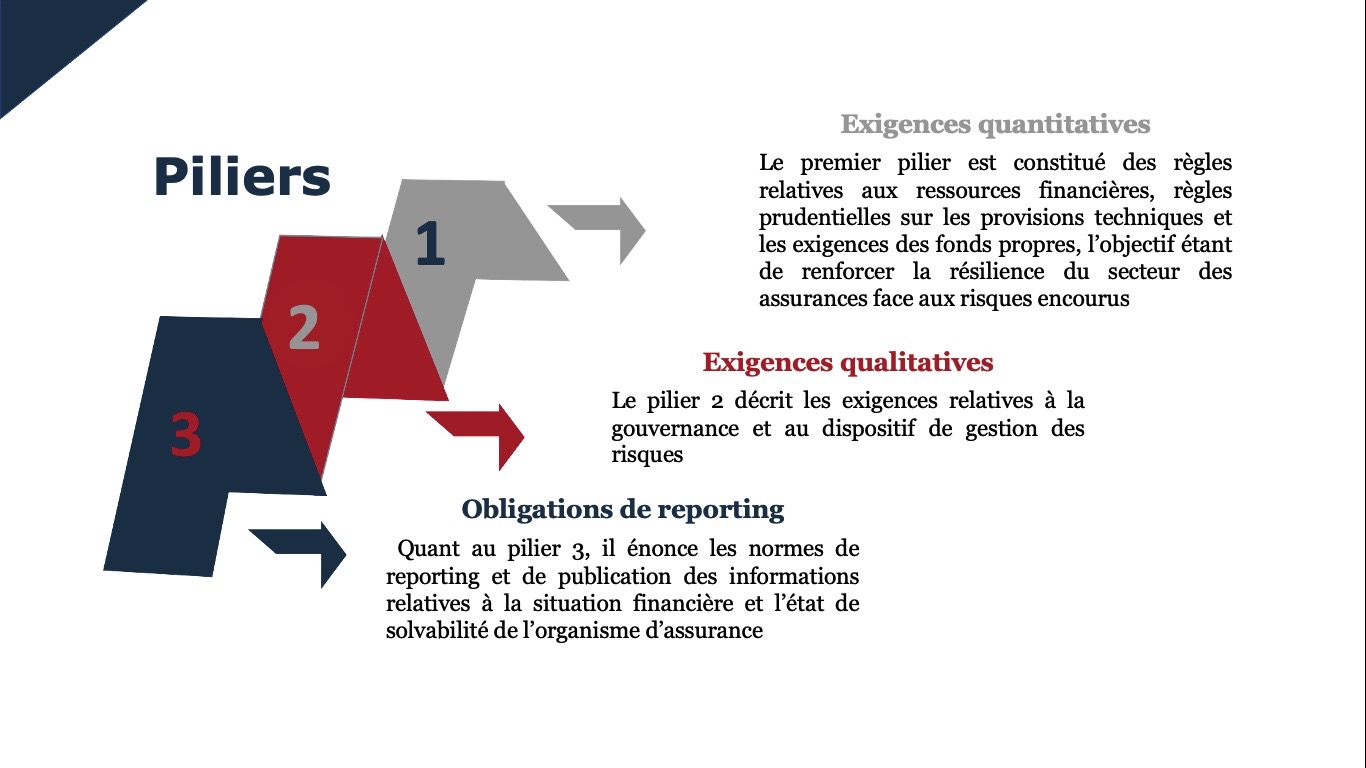 Piliers
1
2
3
Exigences quantitatives
Le premier pilier est constitué des règles
relatives aux ressources financières, règles
prudentielles sur les provisions techniques et
les exigences des fonds propres, l’objectif étant
de renforcer la résilience du secteur des
assurances face aux risques encourus
Exigences qualitatives
Le pilier 2 décrit les exigences relatives à la
gouvernance et au dispositif de gestion des
risques
Obligations de reporting
Quant au pilier 3, il énonce les normes de
reporting et de publication des informations
relatives à la situation financière et l’état de
solvabilité de l’organisme d’assurance